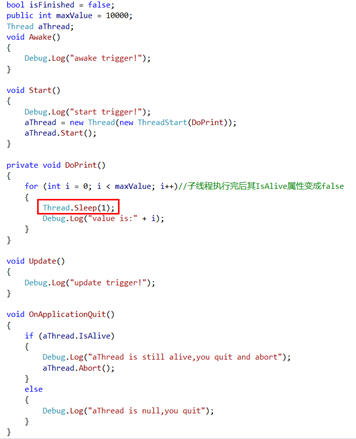 bool isFinished = false;
public int maxValue = 10000;
Thread aThread;
void Awake()
{
    Debug.Log("awake trigger!");
}

void Start()
{
    Debug.Log("start trigger!");
    aThread = new Thread(new ThreadStart(DoPrint));
    aThread.Start();
}

private void DoPrint()
{
    for (int i = 0; i < maxValue; i++)//子线程执行完后其IsAlive属性变成false
    {
        Thread.Sleep(1);
        Debug.Log("value is:" + i);
    }
}

void Update()
{
    Debug.Log("update trigger!");
}

void OnApplicationQuit()
{
    if (aThread.IsAlive)
    {
        Debug.Log("aThread is still alive,you quit and abort");
        aThread.Abort();
    }
    else
    {
        Debug.Log("aThread is null,you quit");
    }
}